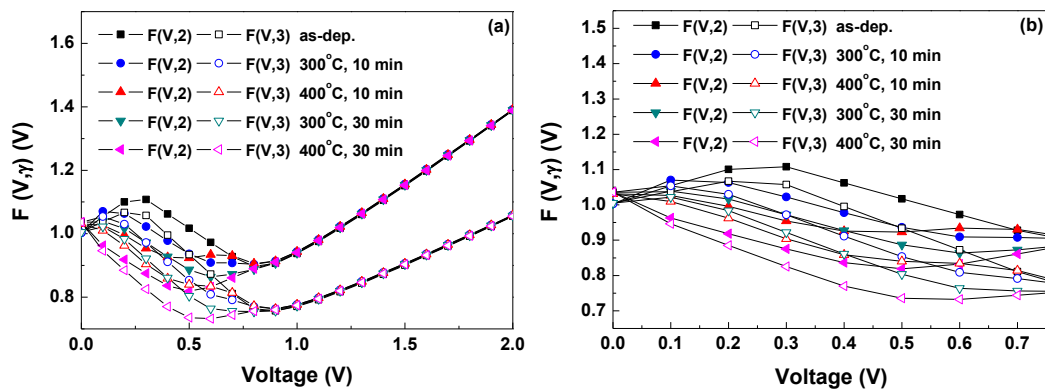 (a)
F(V,2) F(V,3) as-dep.
F(V,2) F(V,3) 300°C, 10 min
F(V,2) F(V,3) 400°C, 10 min
F(V,2) F(V,3) 300°C, 30 min
F(V,2) F(V,3) 400°C, 30 min
F (V,γ) (V)
1.6
1.4
1.2
1.0
0.8
0.0 0.5 1.0 1.5 2.0
Voltage (V)
(b)
F(V,2) F(V,3) as-dep.
F(V,2) F(V,3) 300°C, 10 min
F(V,2) F(V,3) 400°C, 10 min
F(V,2) F(V,3) 300°C, 30 min
F(V,2) F(V,3) 400°C, 30 min
F (V,γ) (V)
1.5
1.4
1.3
1.2
1.1
1.0
0.9
0.8
0.7
0.0 0.1 0.2 0.3 0.4 0.5 0.6 0.7
Voltage (V)